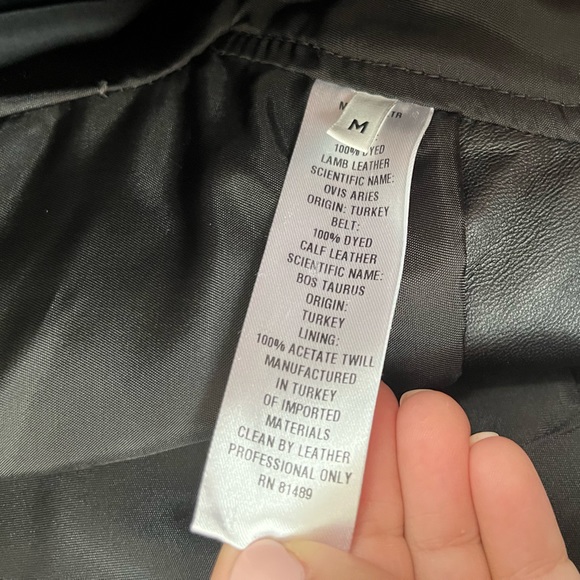 M
100% DYED
LAMB LEATHER
SCIENTIFIC NAME:
OVIS ARIES
ORIGIN: TURKEY
BELT:
100% DYED
CALF LEATHER
SCIENTIFIC NAME:
BOS TAURUS
ORIGIN:
TURKEY
LINING:
100% ACETATE TWILL
MANUFACTURED
IN TURKEY
OF IMPORTED
MATERIALS
CLEAN BY LEATHER
PROFESSIONAL ONLY
RN 81489